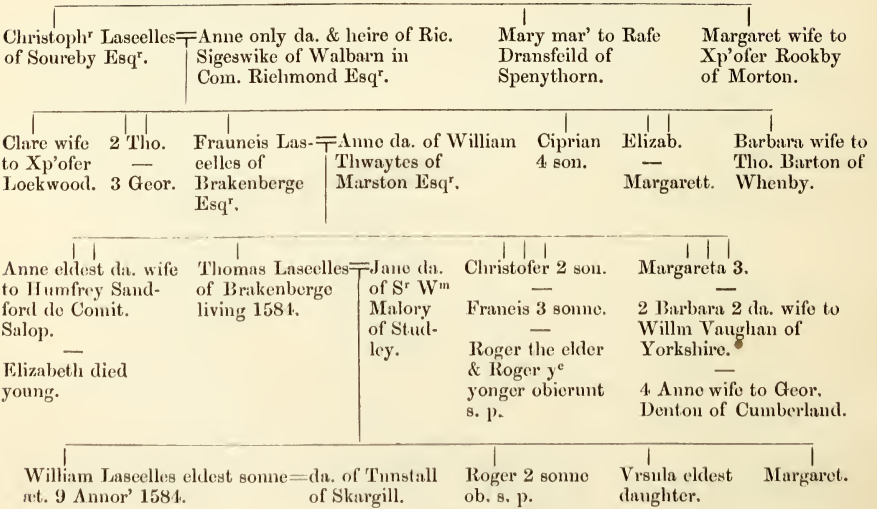 Christophʳ Lascelles
of Soureby Esqʳ.
Anne only da. & heire of Ric.
Sigeswike of Walbarn in
Com. Richmond Esqʳ.
Mary mar' to Rafe
Dransfeild of
Spenythorn.
Margaret wife to
Xp'ofer Rookby
of Morton.
Clare wife
to Xp'ofer
Lockwood.
2 Tho.
—
3 Geor.
Frauncis Las-
celles of
Brakenberge
Esqʳ.
Anne da. of William
Thwaytes of
Marston Esqʳ.
Ciprian
4 son.
Elizab.
—
Margarett.
Barbara wife to
Tho. Barton of
Whenby.
Anne eldest da. wife
to Humfrey Sand-
ford de Comit.
Salop.
—
Elizabeth died
young.
Thomas Lascelles
of Brakenberge
living 1584.
Jane da.
of Sʳ Wᵐ
Malory
of Stud-
ley.
Christofer 2 son.
—
Francis 3 sonne.
—
Roger the elder
& Roger yᵉ
yonger obierunt
s. p.
Margareta 3.
—
2 Barbara 2 da. wife to
Willm Vaughan of
Yorkshire.
—
4 Anne wife to Geor.
Denton of Cumberland.
William Lascelles eldest sonne=da. of Tunstall
æt. 9 Annor' 1584.
of Skargill.
Roger 2 sonne
ob. s. p.
Vrsula eldest
daughter.
Margaret.